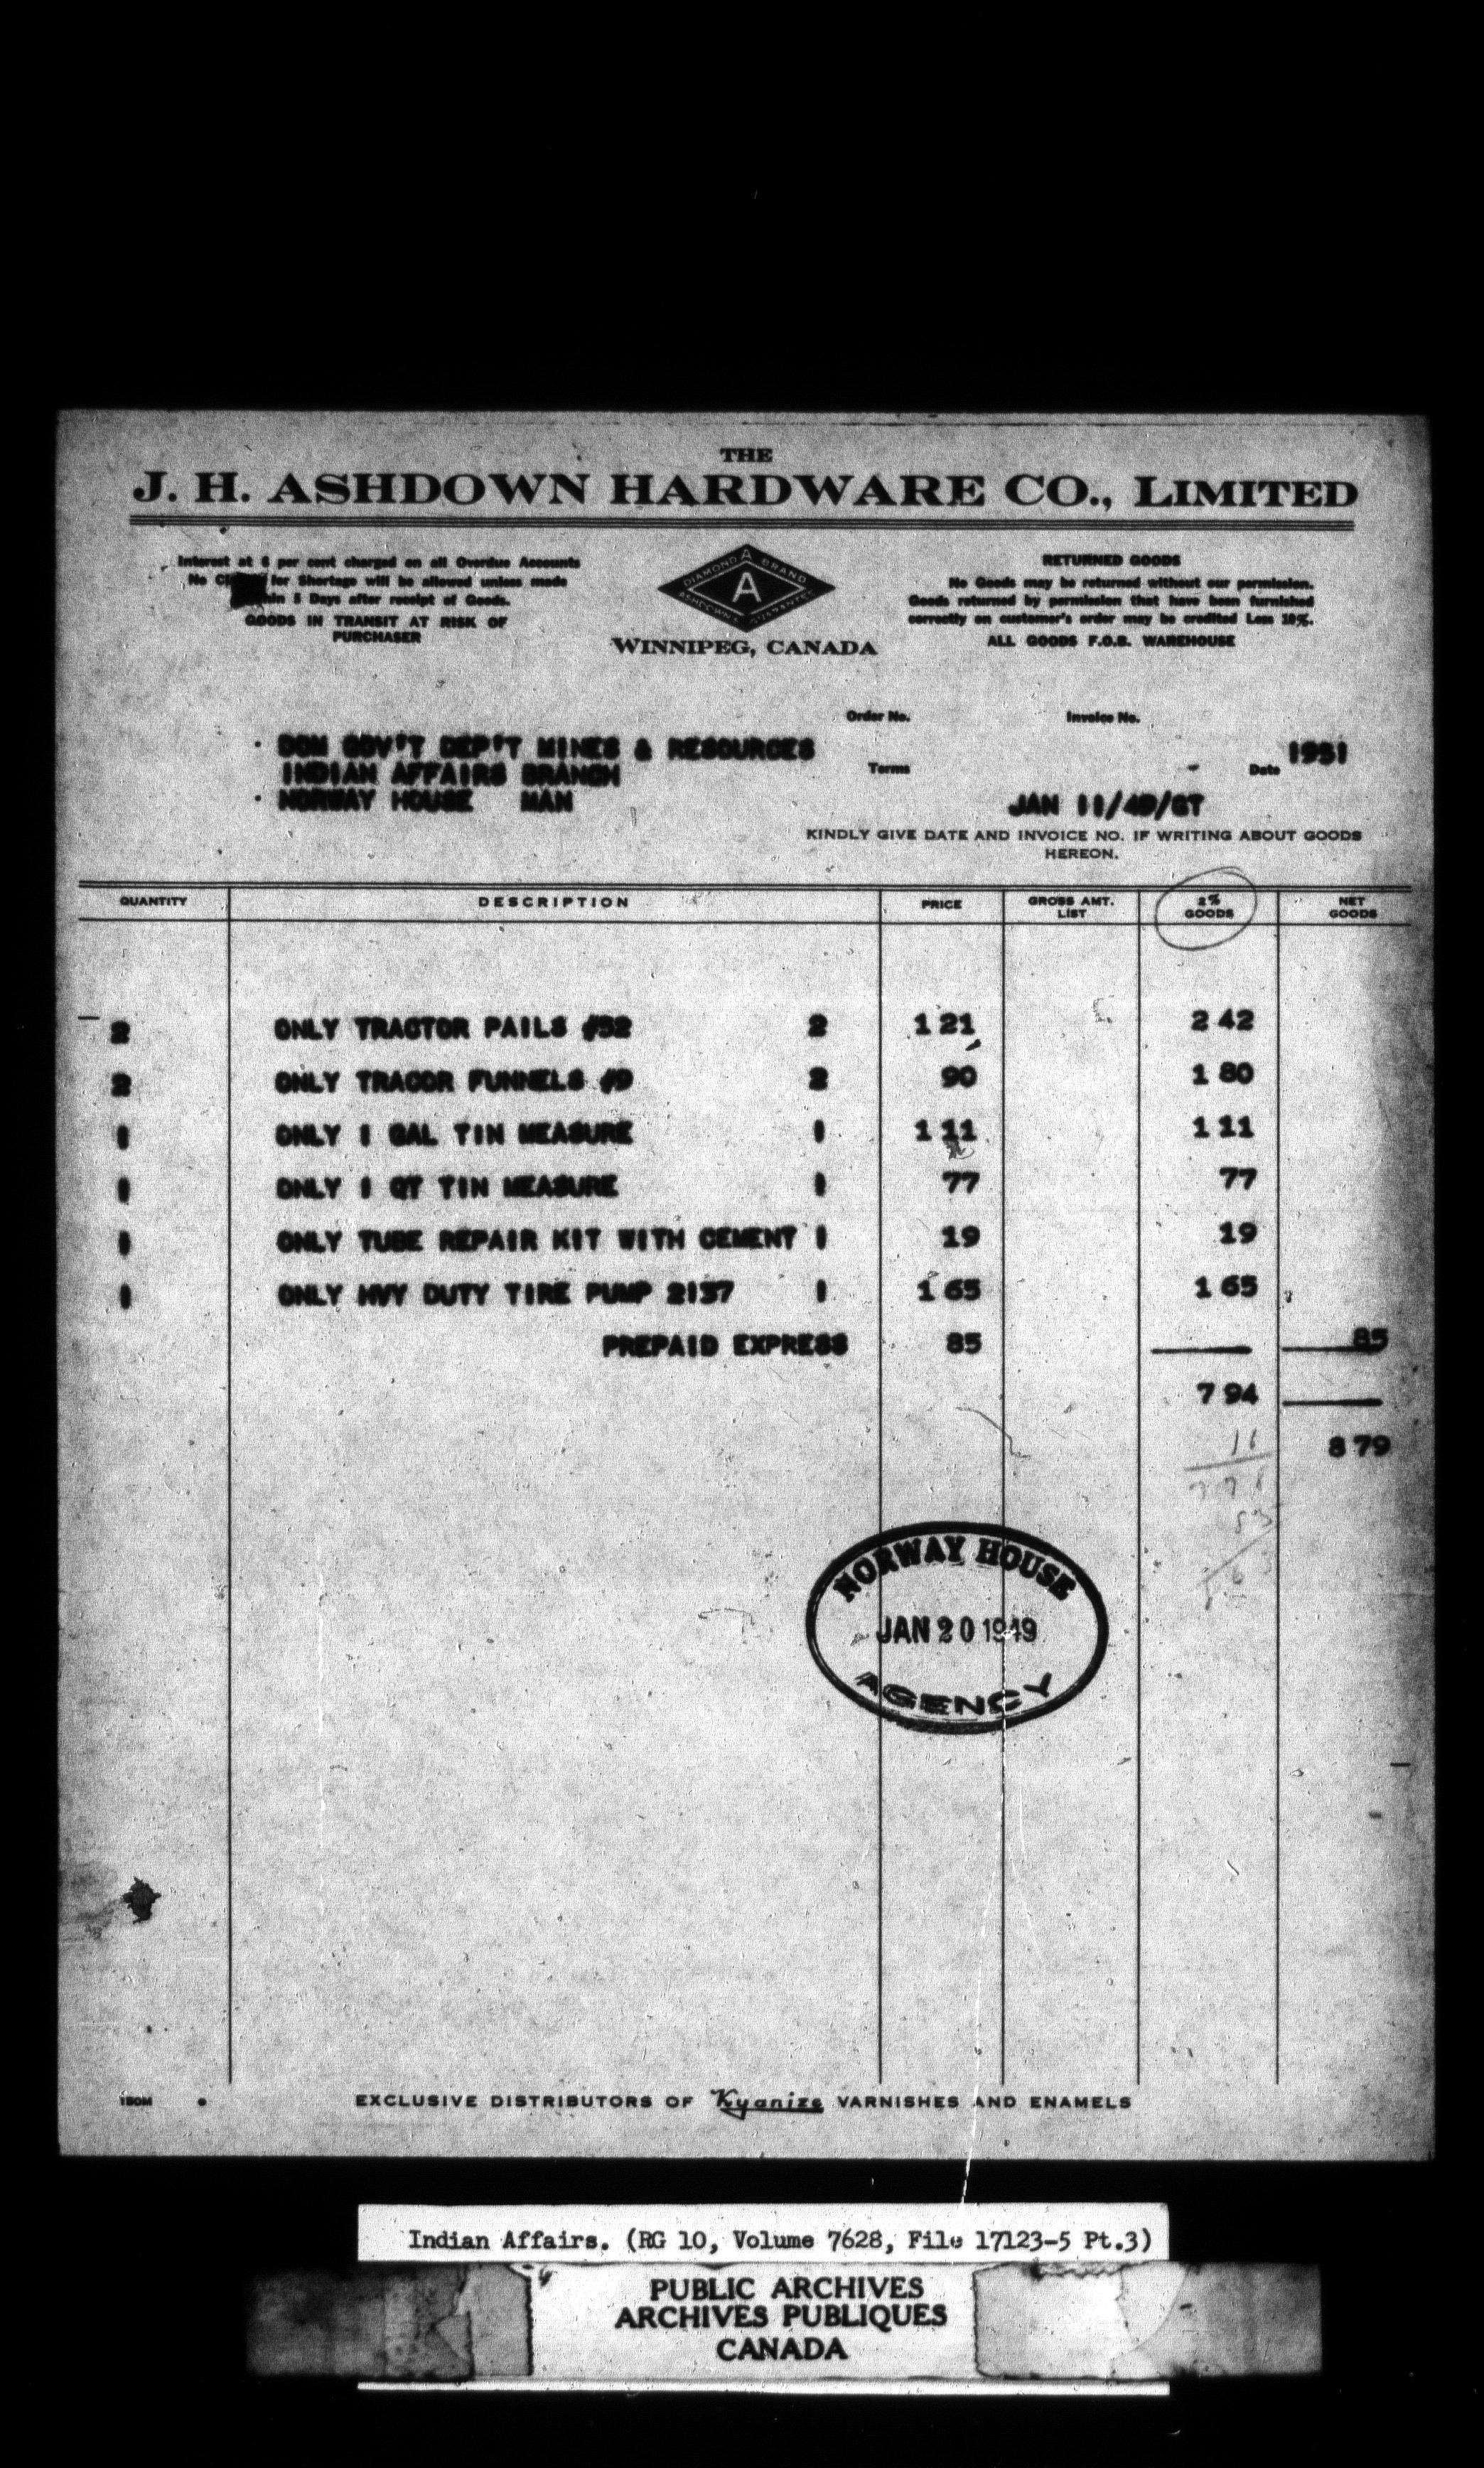 THE
J. H. ASHDOWN HARDWARE CO., LIMITED
Interest at 6 per cent charged on all Overdue Accounts
No for Shortage will be allowed unless made
5 Days after receipt of Goods.
GOODS IN TRANSIT AT RISK OF
PURCHASER
DIAMOND A BRAND
A
ASHDOWN'S GUARANTEE
WINNIPEG, CANADA
RETURNED GOODS
No Goods may be returned without our permission.
Goods returned by permission that have been furnished
correctly on customer's order may be credited Less 10%.
ALL GOODS F.O.B. WAREHOUSE
Order No. Invoice No.
DOM GOV'T DEP'T MINES & RESOURCES
INDIAN AFFAIRS BRANCH
NORWAY HOUSE MAN
Terms Date 1951
JAN 11/49/GT
KINDLY GIVE DATE AND INVOICE NO. IF WRITING ABOUT GOODS
HEREON.
QUANTITY DESCRIPTION PRICE GROSS AMT. LIST 2% GOODS NET GOODS
2 ONLY TRACTOR PAILS #52 2 1 21 2 42
2 ONLY TRACOR FUNNELS #9 2 90 1 80
1 ONLY 1 GAL TIN MEASURE 1 1 11 1 11
1 ONLY 1 QT TIN MEASURE 1 77 77
1 ONLY TUBE REPAIR KIT WITH CEMENT 1 19 19
1 ONLY HVY DUTY TIRE PUMP 2137 1 1 65 1 65
PREPAID EXPRESS 85 85
7 94
16 8 79
7 78
NORWAY HOUSE
JAN 20 1949
AGENCY
150M EXCLUSIVE DISTRIBUTORS OF Kyanize VARNISHES AND ENAMELS
Indian Affairs. (RG 10, Volume 7628, File 17123-5 Pt.3)
PUBLIC ARCHIVES
ARCHIVES PUBLIQUES
CANADA